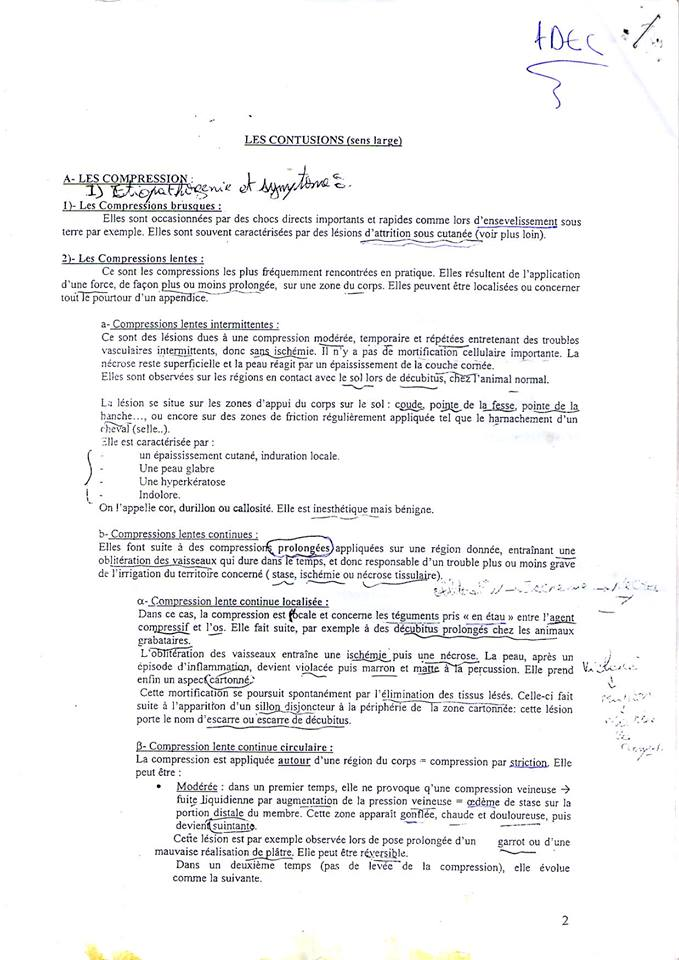 ADEC
LES CONTUSIONS (sens large)
A- LES COMPRESSION :
1) Etiopathogenie et symptomes.
1)- Les Compressions brusques :
Elles sont occasionnées par des chocs directs importants et rapides comme lors d'ensevelissement sous
terre par exemple. Elles sont souvent caractérisées par des lésions d'attrition sous cutanée (voir plus loin).
2)- Les Compressions lentes :
Ce sont les compressions les plus fréquemment rencontrées en pratique. Elles résultent de l'application
d'une force, de façon plus ou moins prolongée, sur une zone du corps. Elles peuvent être localisées ou concerner
tout le pourtour d'un appendice.
a- Compressions lentes intermittentes :
Ce sont des lésions dues à une compression modérée, temporaire et répétées entretenant des troubles
vasculaires intermittents, donc sans ischémie. Il n'y a pas de mortification cellulaire importante. La
nécrose reste superficielle et la peau réagit par un épaississement de la couche cornée.
Elles sont observées sur les régions en contact avec le sol lors de décubitus, chez l'animal normal.
La lésion se situe sur les zones d'appui du corps sur le sol : coude, pointe de la fesse, pointe de la
hanche..., ou encore sur des zones de friction régulièrement appliquée tel que le harnachement d'un
cheval (selle..).
Elle est caractérisée par :
- un épaississement cutané, induration locale.
- Une peau glabre
- Une hyperkératose
- Indolore.
On l'appelle cor, durillon ou callosité. Elle est inesthétique mais bénigne.
b- Compressions lentes continues :
Elles font suite à des compressions prolongées appliquées sur une région donnée, entraînant une
oblitération des vaisseaux qui dure dans le temps, et donc responsable d'un trouble plus ou moins grave
de l'irrigation du territoire concerné ( stase, ischémie ou nécrose tissulaire).
α- Compression lente continue localisée :
Dans ce cas, la compression est focale et concerne les téguments pris « en étau » entre l'agent
compressif et l'os. Elle fait suite, par exemple à des décubitus prolongés chez les animaux
grabataires.
L'oblitération des vaisseaux entraîne une ischémie puis une nécrose. La peau, après un
épisode d'inflammation, devient violacée puis marron et matte à la percussion. Elle prend
enfin un aspect cartonné.
Cette mortification se poursuit spontanément par l'élimination des tissus lésés. Celle-ci fait
suite à l'apparition d'un sillon disjoncteur à la périphérie de la zone cartonnée: cette lésion
porte le nom d'escarre ou escarre de décubitus.
β- Compression lente continue circulaire :
La compression est appliquée autour d'une région du corps = compression par striction. Elle
peut être :
• Modérée : dans un premier temps, elle ne provoque q'une compression veineuse →
fuite liquidienne par augmentation de la pression veineuse = œdème de stase sur la
portion distale du membre. Cette zone apparaît gonflée, chaude et douloureuse, puis
devient suintante.
Cette lésion est par exemple observée lors de pose prolongée d'un garrot ou d'une
mauvaise réalisation de plâtre. Elle peut être réversible.
Dans un deuxième temps (pas de levée de la compression), elle évolue
comme la suivante.
2